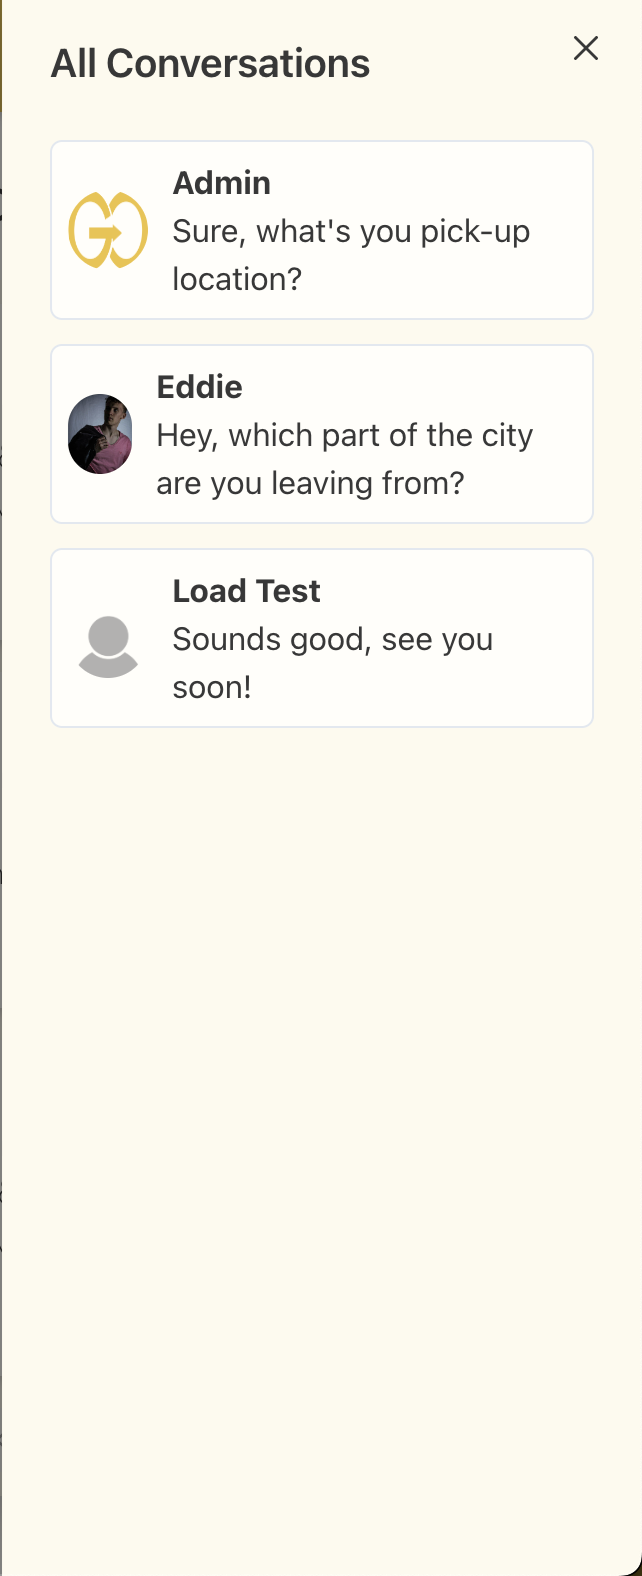 All Conversations
Admin
Sure, what's you pick-up
location?
Eddie
Hey, which part of the city
are you leaving from?
Load Test
Sounds good, see you
soon!